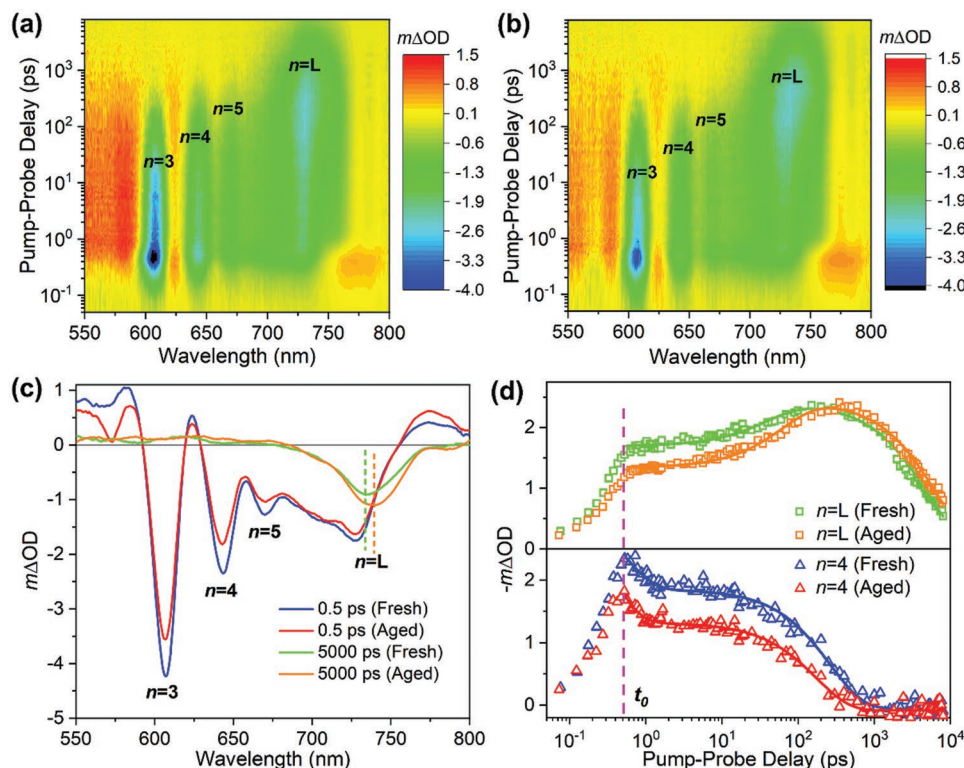 (a)
mΔOD
Pump-Probe Delay (ps)
10³
10²
10¹
10⁰
10⁻¹
n=3
n=4
n=5
n=L
1.5
0.8
0.1
-0.6
-1.3
-1.9
-2.6
-3.3
-4.0
550 600 650 700 750 800
Wavelength (nm)
(b)
mΔOD
Pump-Probe Delay (ps)
10³
10²
10¹
10⁰
10⁻¹
n=3
n=4
n=5
n=L
1.5
0.8
0.1
-0.6
-1.3
-1.9
-2.6
-3.3
-4.0
550 600 650 700 750 800
Wavelength (nm)
(c)
mΔOD
1
0
-1
-2
-3
-4
-5
n=3
n=4
n=5
n=L
0.5 ps (Fresh)
0.5 ps (Aged)
5000 ps (Fresh)
5000 ps (Aged)
550 600 650 700 750 800
Wavelength (nm)
(d)
-mΔOD
2
1
0
n=L (Fresh)
n=L (Aged)
2
1
0
n=4 (Fresh)
n=4 (Aged)
t₀
10⁻¹ 10⁰ 10¹ 10² 10³ 10⁴
Pump-Probe Delay (ps)